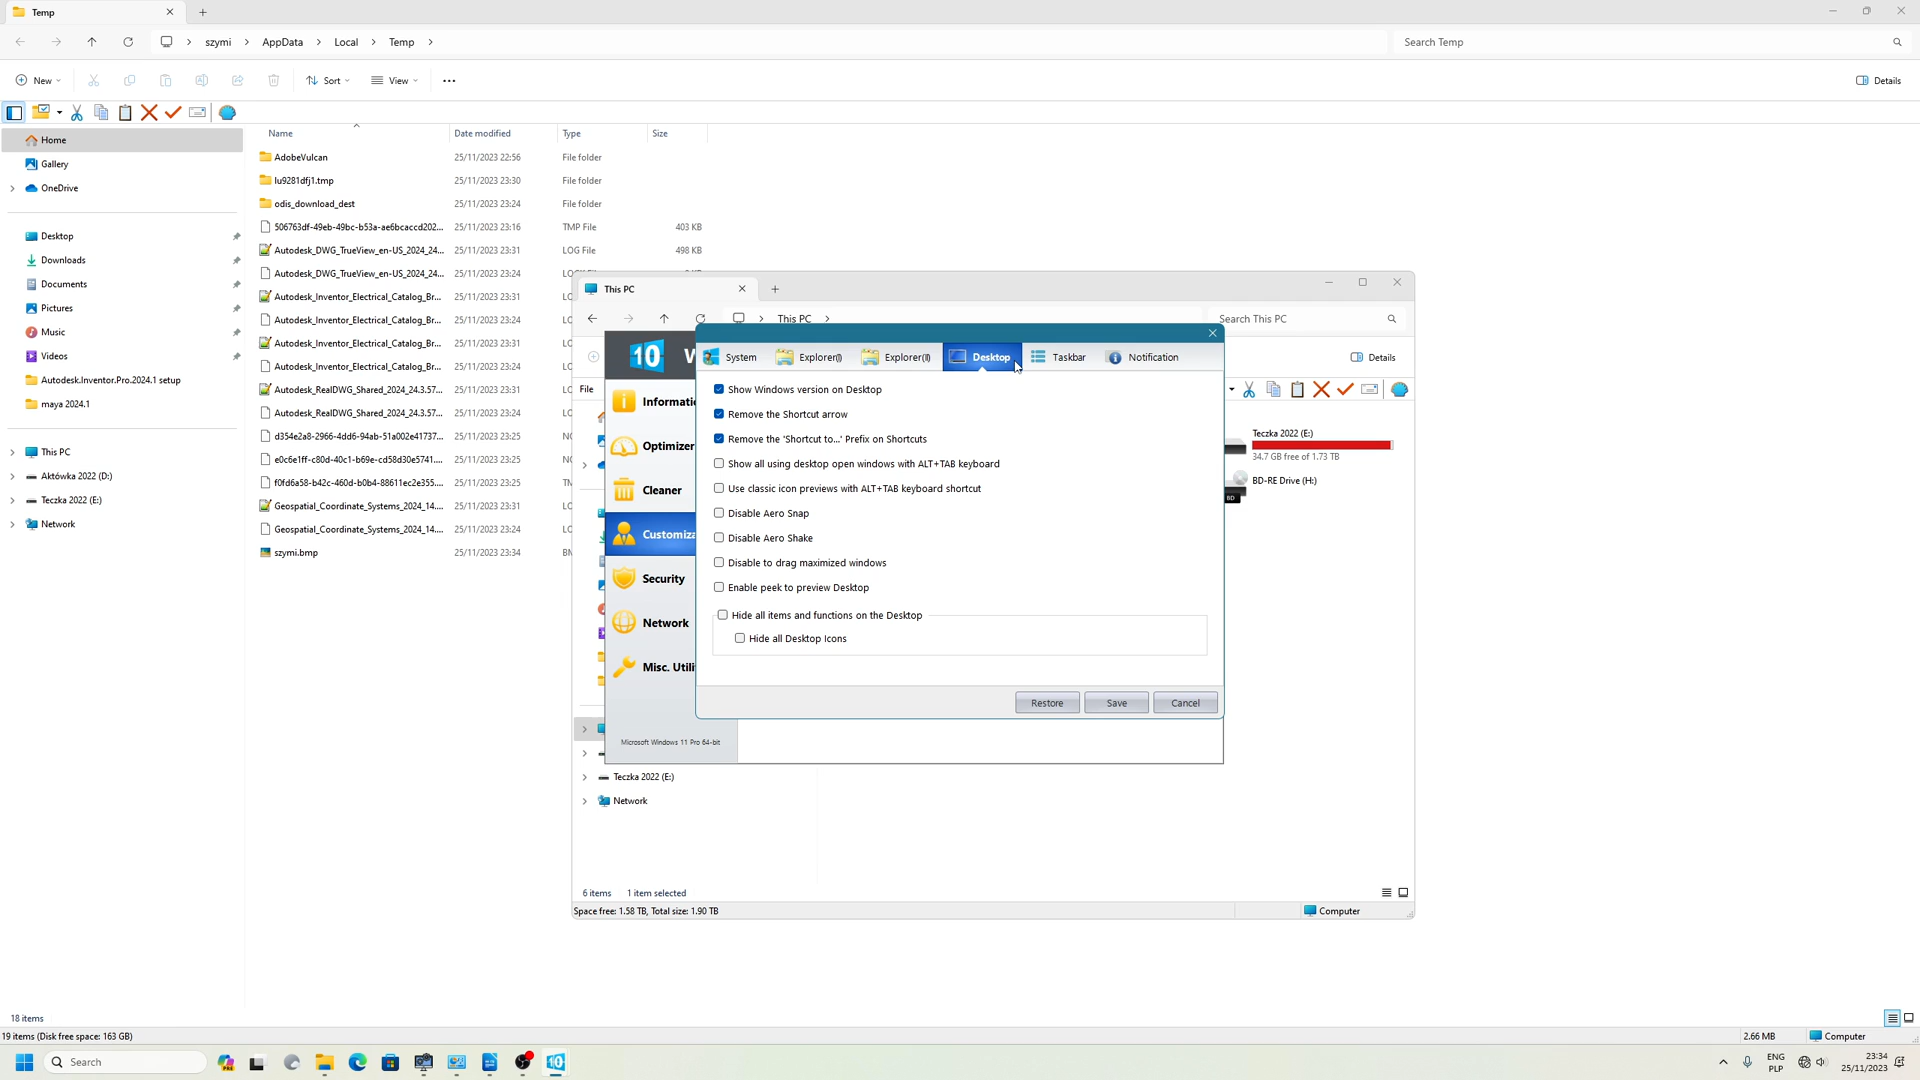 Temp
szymi
AppData
Local
Temp
Search Temp
New
Sort
View
Details
Home
Gallery
OneDrive
Desktop
Downloads
Documents
Pictures
Music
Videos
Autodesk.Inventor.Pro.2024.1 setup
maya 2024.1
This PC
Aktówka 2022 (D:)
Teczka 2022 (E:)
Network
Name Date modified Type Size
AdobeVulcan 25/11/2023 22:56 File folder
lu9281dfj1.tmp 25/11/2023 23:30 File folder
odis_download_dest 25/11/2023 23:24 File folder
506763df-49eb-49bc-b53a-ae6bcaccd202... 25/11/2023 23:16 TMP File 403 KB
Autodesk_DWG_TrueView_en-US_2024_24... 25/11/2023 23:31 LOG File 498 KB
Autodesk_DWG_TrueView_en-US_2024_24... 25/11/2023 23:24
Autodesk_Inventor_Electrical_Catalog_Br... 25/11/2023 23:31
Autodesk_Inventor_Electrical_Catalog_Br... 25/11/2023 23:24
Autodesk_Inventor_Electrical_Catalog_Br... 25/11/2023 23:31
Autodesk_Inventor_Electrical_Catalog_Br... 25/11/2023 23:24
Autodesk_RealDWG_Shared_2024_24.3.57... 25/11/2023 23:31
Autodesk_RealDWG_Shared_2024_24.3.57... 25/11/2023 23:24
d354e2a8-2966-4dd6-94ab-51a002e41737... 25/11/2023 23:25
e0c6e1ff-c80d-40c1-b69e-cd58d30e5741... 25/11/2023 23:25
f0fd6a58-b42c-460d-b0b4-88611ec2e355... 25/11/2023 23:25
Geospatial_Coordinate_Systems_2024_14.... 25/11/2023 23:31
Geospatial_Coordinate_Systems_2024_14.... 25/11/2023 23:24
szymi.bmp 25/11/2023 23:34
This PC
This PC
Search This PC
Details
File
Teczka 2022 (E:)
34.7 GB free of 1.73 TB
BD-RE Drive (H:)
BD
10 W
Informatio
Optimizer
Cleaner
Customiza
Security
Network
Misc. Utili
Microsoft Windows 11 Pro 64-bit
System Explorer(I) Explorer(II) Desktop Taskbar Notification
Show Windows version on Desktop
Remove the Shortcut arrow
Remove the 'Shortcut to...' Prefix on Shortcuts
Show all using desktop open windows with ALT+TAB keyboard
Use classic icon previews with ALT+TAB keyboard shortcut
Disable Aero Snap
Disable Aero Shake
Disable to drag maximized windows
Enable peek to preview Desktop
Hide all items and functions on the Desktop
Hide all Desktop Icons
Restore Save Cancel
Teczka 2022 (E:)
Network
6 items 1 item selected
Space free: 1.58 TB, Total size: 1.90 TB
Computer
18 items
19 items (Disk free space: 163 GB)
2.66 MB
Computer
Search
10
ENG
PLP
23:34
25/11/2023